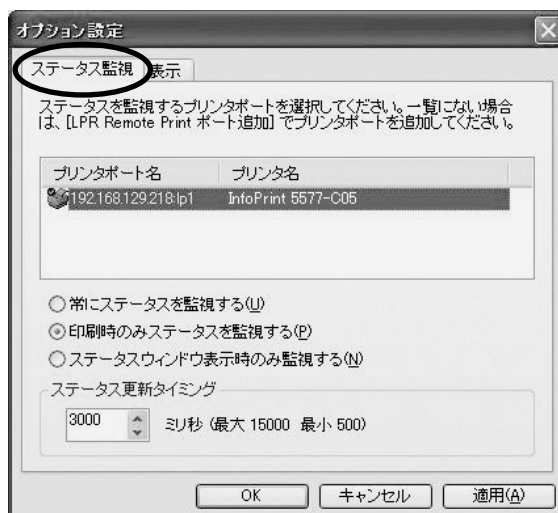 オプション設定
ステータス監視 表示
ステータスを監視するプリンタポートを選択してください。一覧にない場合
は、[LPR Remote Print ポート追加] でプリンタポートを追加してください。
プリンタポート名 プリンタ名
192.168.129.218:lp1 InfoPrint 5577-C05
常にステータスを監視する(U)
印刷時のみステータスを監視する(P)
ステータスウィンドウ表示時のみ監視する(N)
ステータス更新タイミング
3000 ミリ秒 (最大 15000 最小 500)
OK キャンセル 適用(A)